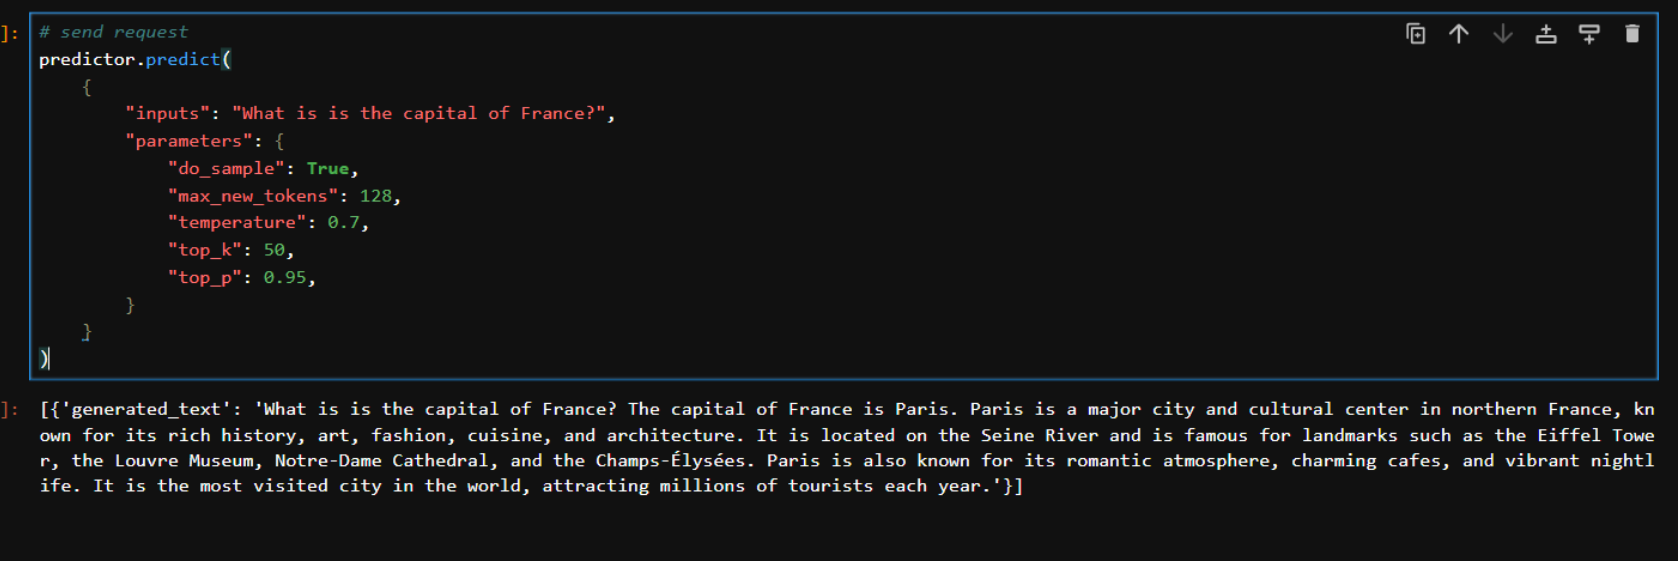 ]: # send request
predictor.predict(
    {
        "inputs": "What is is the capital of France?",
        "parameters": {
            "do_sample": True,
            "max_new_tokens": 128,
            "temperature": 0.7,
            "top_k": 50,
            "top_p": 0.95,
        }
    }
)
]: [{'generated_text': 'What is is the capital of France? The capital of France is Paris. Paris is a major city and cultural center in northern France, kn
own for its rich history, art, fashion, cuisine, and architecture. It is located on the Seine River and is famous for landmarks such as the Eiffel Towe
r, the Louvre Museum, Notre-Dame Cathedral, and the Champs-Élysées. Paris is also known for its romantic atmosphere, charming cafes, and vibrant nightl
ife. It is the most visited city in the world, attracting millions of tourists each year.'}]